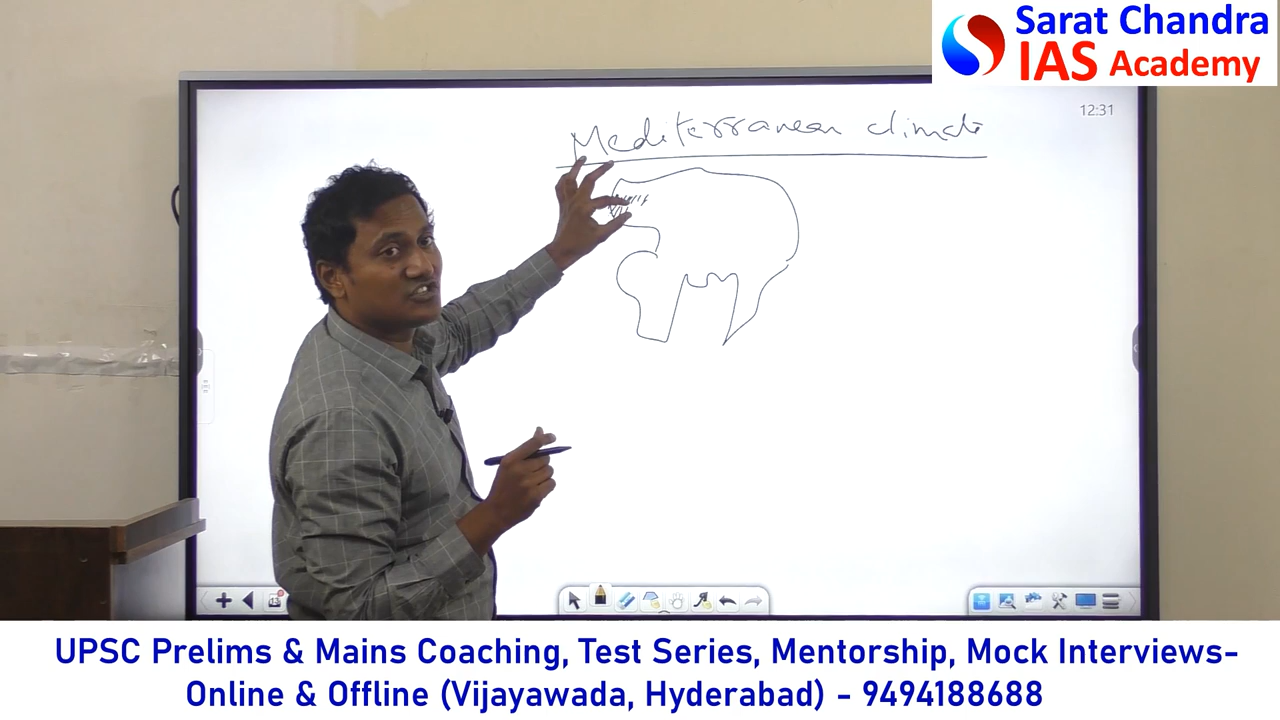 Sarat Chandra
IAS Academy
12:31
Mediterranean climate
UPSC Prelims & Mains Coaching, Test Series, Mentorship, Mock Interviews-
Online & Offline (Vijayawada, Hyderabad) - 9494188688